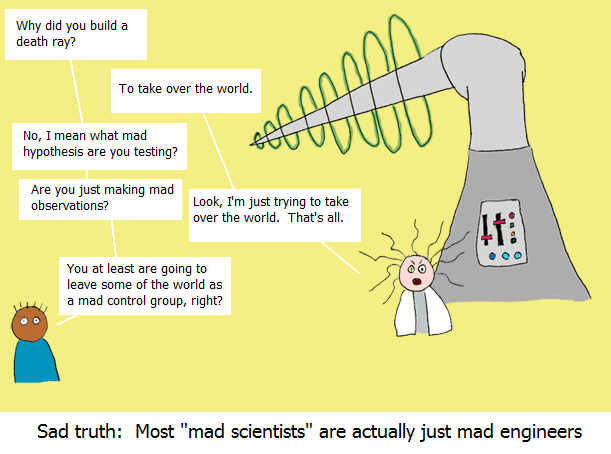 Why did you build a
death ray?
To take over the world.
No, I mean what mad
hypothesis are you testing?
Are you just making mad
observations?
Look, I'm just trying to take
over the world.  That's all.
You at least are going to
leave some of the world as
a mad control group, right?
Sad truth:  Most "mad scientists" are actually just mad engineers